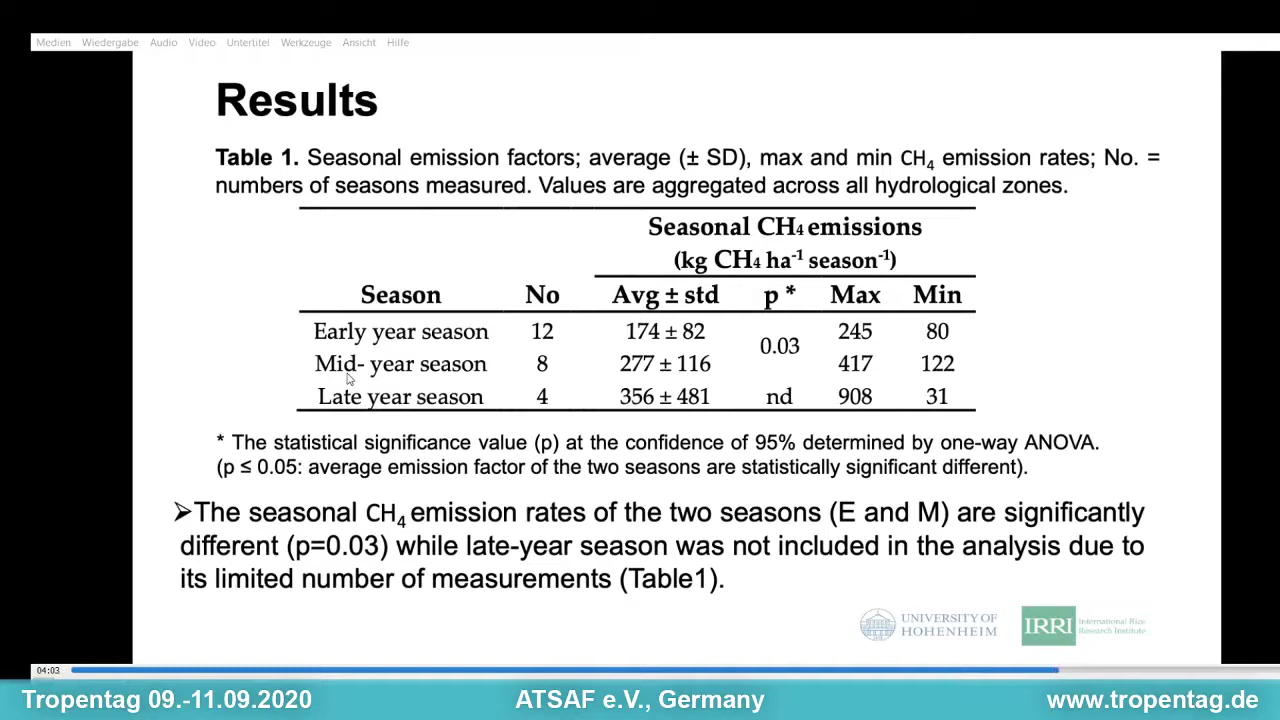 Medien Wiedergabe Audio Video Untertitel Werkzeuge Ansicht Hilfe
Results
Table 1. Seasonal emission factors; average (± SD), max and min CH₄ emission rates; No. =
numbers of seasons measured. Values are aggregated across all hydrological zones.
Seasonal CH₄ emissions
(kg CH₄ ha⁻¹ season⁻¹)
Season No Avg ± std p * Max Min
Early year season 12 174 ± 82 245 80
0.03
Mid- year season 8 277 ± 116 417 122
Late year season 4 356 ± 481 nd 908 31
* The statistical significance value (p) at the confidence of 95% determined by one-way ANOVA.
(p ≤ 0.05: average emission factor of the two seasons are statistically significant different).
➢The seasonal CH₄ emission rates of the two seasons (E and M) are significantly
different (p=0.03) while late-year season was not included in the analysis due to
its limited number of measurements (Table1).
UNIVERSITY OF
HOHENHEIM
IRRI
International Rice
Research Institute
04:03
Tropentag 09.-11.09.2020 ATSAF e.V., Germany www.tropentag.de